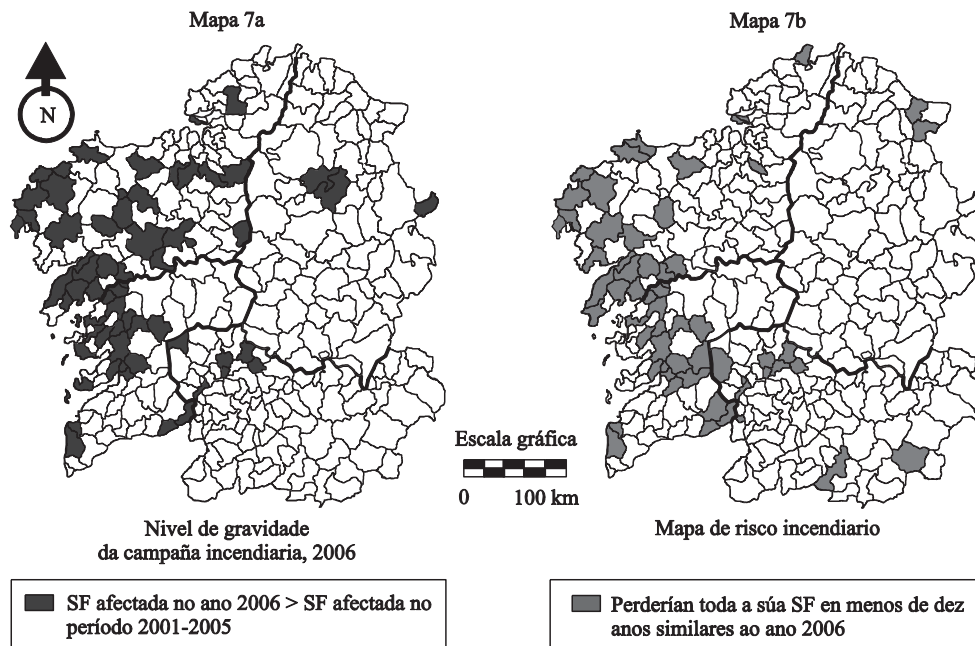 Mapa 7a
Mapa 7b
N
Escala gráfica
0 100 km
Nivel de gravidade
da campaña incendiaria, 2006
Mapa de risco incendiario
SF afectada no ano 2006 > SF afectada no
período 2001-2005
Perderían toda a súa SF en menos de dez
anos similares ao ano 2006